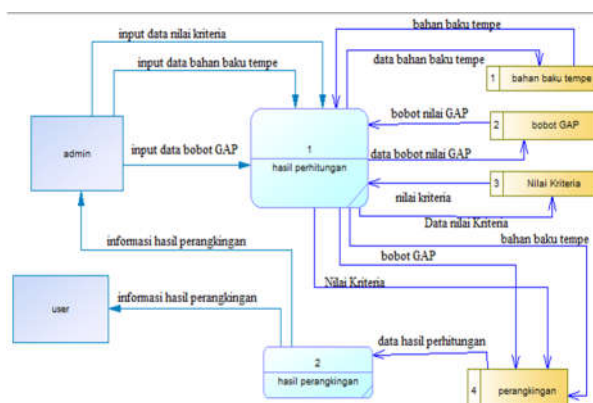 bahan baku tempe
input data nilai kriteria
input data bahan baku tempe
data bahan baku tempe
1 bahan baku tempe
bobot nilai GAP
2 bobot GAP
admin
input data bobot GAP
1
hasil perhitungan
data bobot nilai GAP
3 Nilai Kriteria
nilai kriteria
Data nilai Kriteria
informasi hasil perangkingan
bahan baku tempe
bobot GAP
Nilai Kriteria
user
informasi hasil perangkingan
data hasil perhitungan
2
hasil perangkingan
4 perangkingan